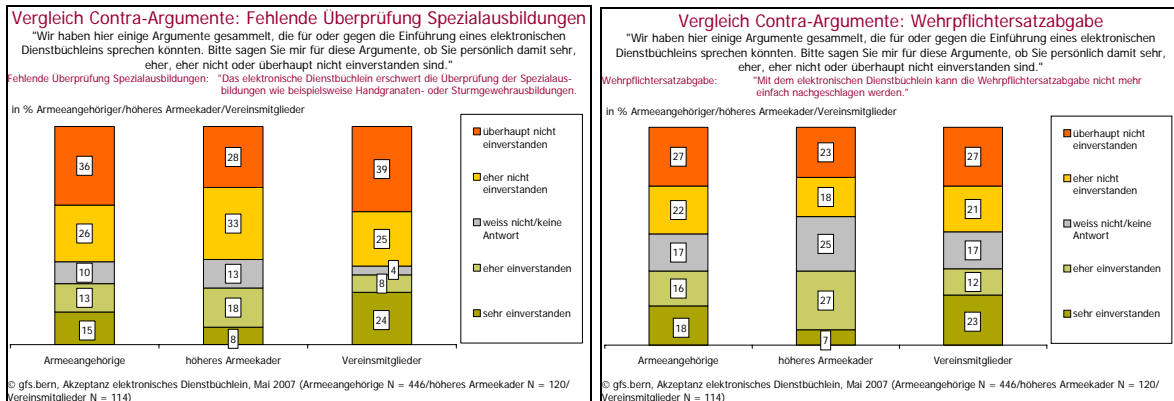 Vergleich Contra-Argumente: Fehlende Überprüfung Spezialausbildungen
"Wir haben hier einige Argumente gesammelt, die für oder gegen die Einführung eines elektronischen
Dienstbüchleins sprechen könnten. Bitte sagen Sie mir für diese Argumente, ob Sie persönlich damit sehr,
eher, eher nicht oder überhaupt nicht einverstanden sind."
Fehlende Überprüfung Spezialausbildungen: "Das elektronische Dienstbüchlein erschwert die Überprüfung der Spezialaus-
bildungen wie beispielsweise Handgranaten- oder Sturmgewehrausbildungen.
in % Armeeangehöriger/höheres Armeekader/Vereinsmitglieder
36
26
10
13
15
28
33
13
18
8
39
25
4
8
24
Armeeangehörige
höheres Armeekader
Vereinsmitglieder
überhaupt nicht
einverstanden
eher nicht
einverstanden
weiss nicht/keine
Antwort
eher einverstanden
sehr einverstanden
© gfs.bern, Akzeptanz elektronisches Dienstbüchlein, Mai 2007 (Armeeangehörige N = 446/höheres Armeekader N = 120/
Vereinsmitglieder N = 114)
Vergleich Contra-Argumente: Wehrpflichtersatzabgabe
"Wir haben hier einige Argumente gesammelt, die für oder gegen die Einführung eines elektronischen
Dienstbüchleins sprechen könnten. Bitte sagen Sie mir für diese Argumente, ob Sie persönlich damit sehr,
eher, eher nicht oder überhaupt nicht einverstanden sind."
Wehrpflichtersatzabgabe: "Mit dem elektronischen Dienstbüchlein kann die Wehrpflichtersatzabgabe nicht mehr
einfach nachgeschlagen werden."
in % Armeeangehöriger/höheres Armeekader/Vereinsmitglieder
27
22
17
16
18
23
18
25
27
7
27
21
17
12
23
Armeeangehörige
höheres Armeekader
Vereinsmitglieder
überhaupt nicht
einverstanden
eher nicht
einverstanden
weiss nicht/keine
Antwort
eher einverstanden
sehr einverstanden
© gfs.bern, Akzeptanz elektronisches Dienstbüchlein, Mai 2007 (Armeeangehörige N = 446/höheres Armeekader N = 120/
Vereinsmitglieder N = 114)